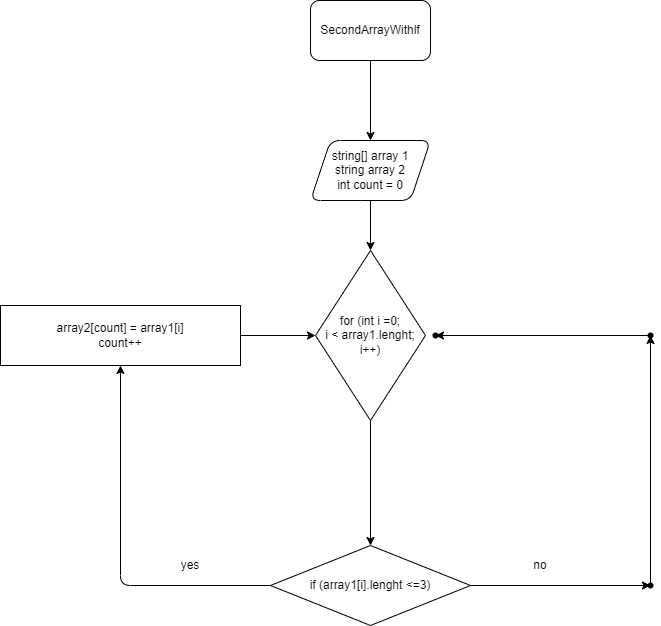 SecondArrayWithIf
string[] array 1
string array 2
int count = 0
for (int i =0;
i < array1.lenght;
i++)
array2[count] = array1[i]
count++
yes
no
if (array1[i].lenght <=3)